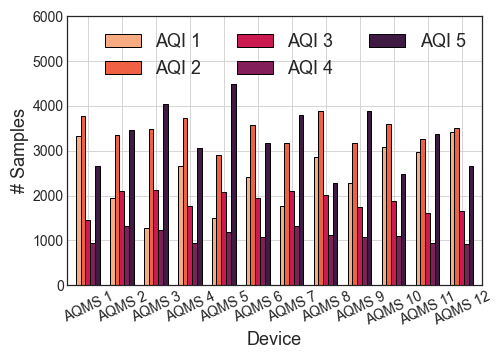 6000
5000
4000
3000
2000
1000
0
# Samples
AQI 1
AQI 2
AQI 3
AQI 4
AQI 5
AQMS 1
AQMS 2
AQMS 3
AQMS 4
AQMS 5
AQMS 6
AQMS 7
AQMS 8
AQMS 9
AQMS 10
AQMS 11
AQMS 12
Device